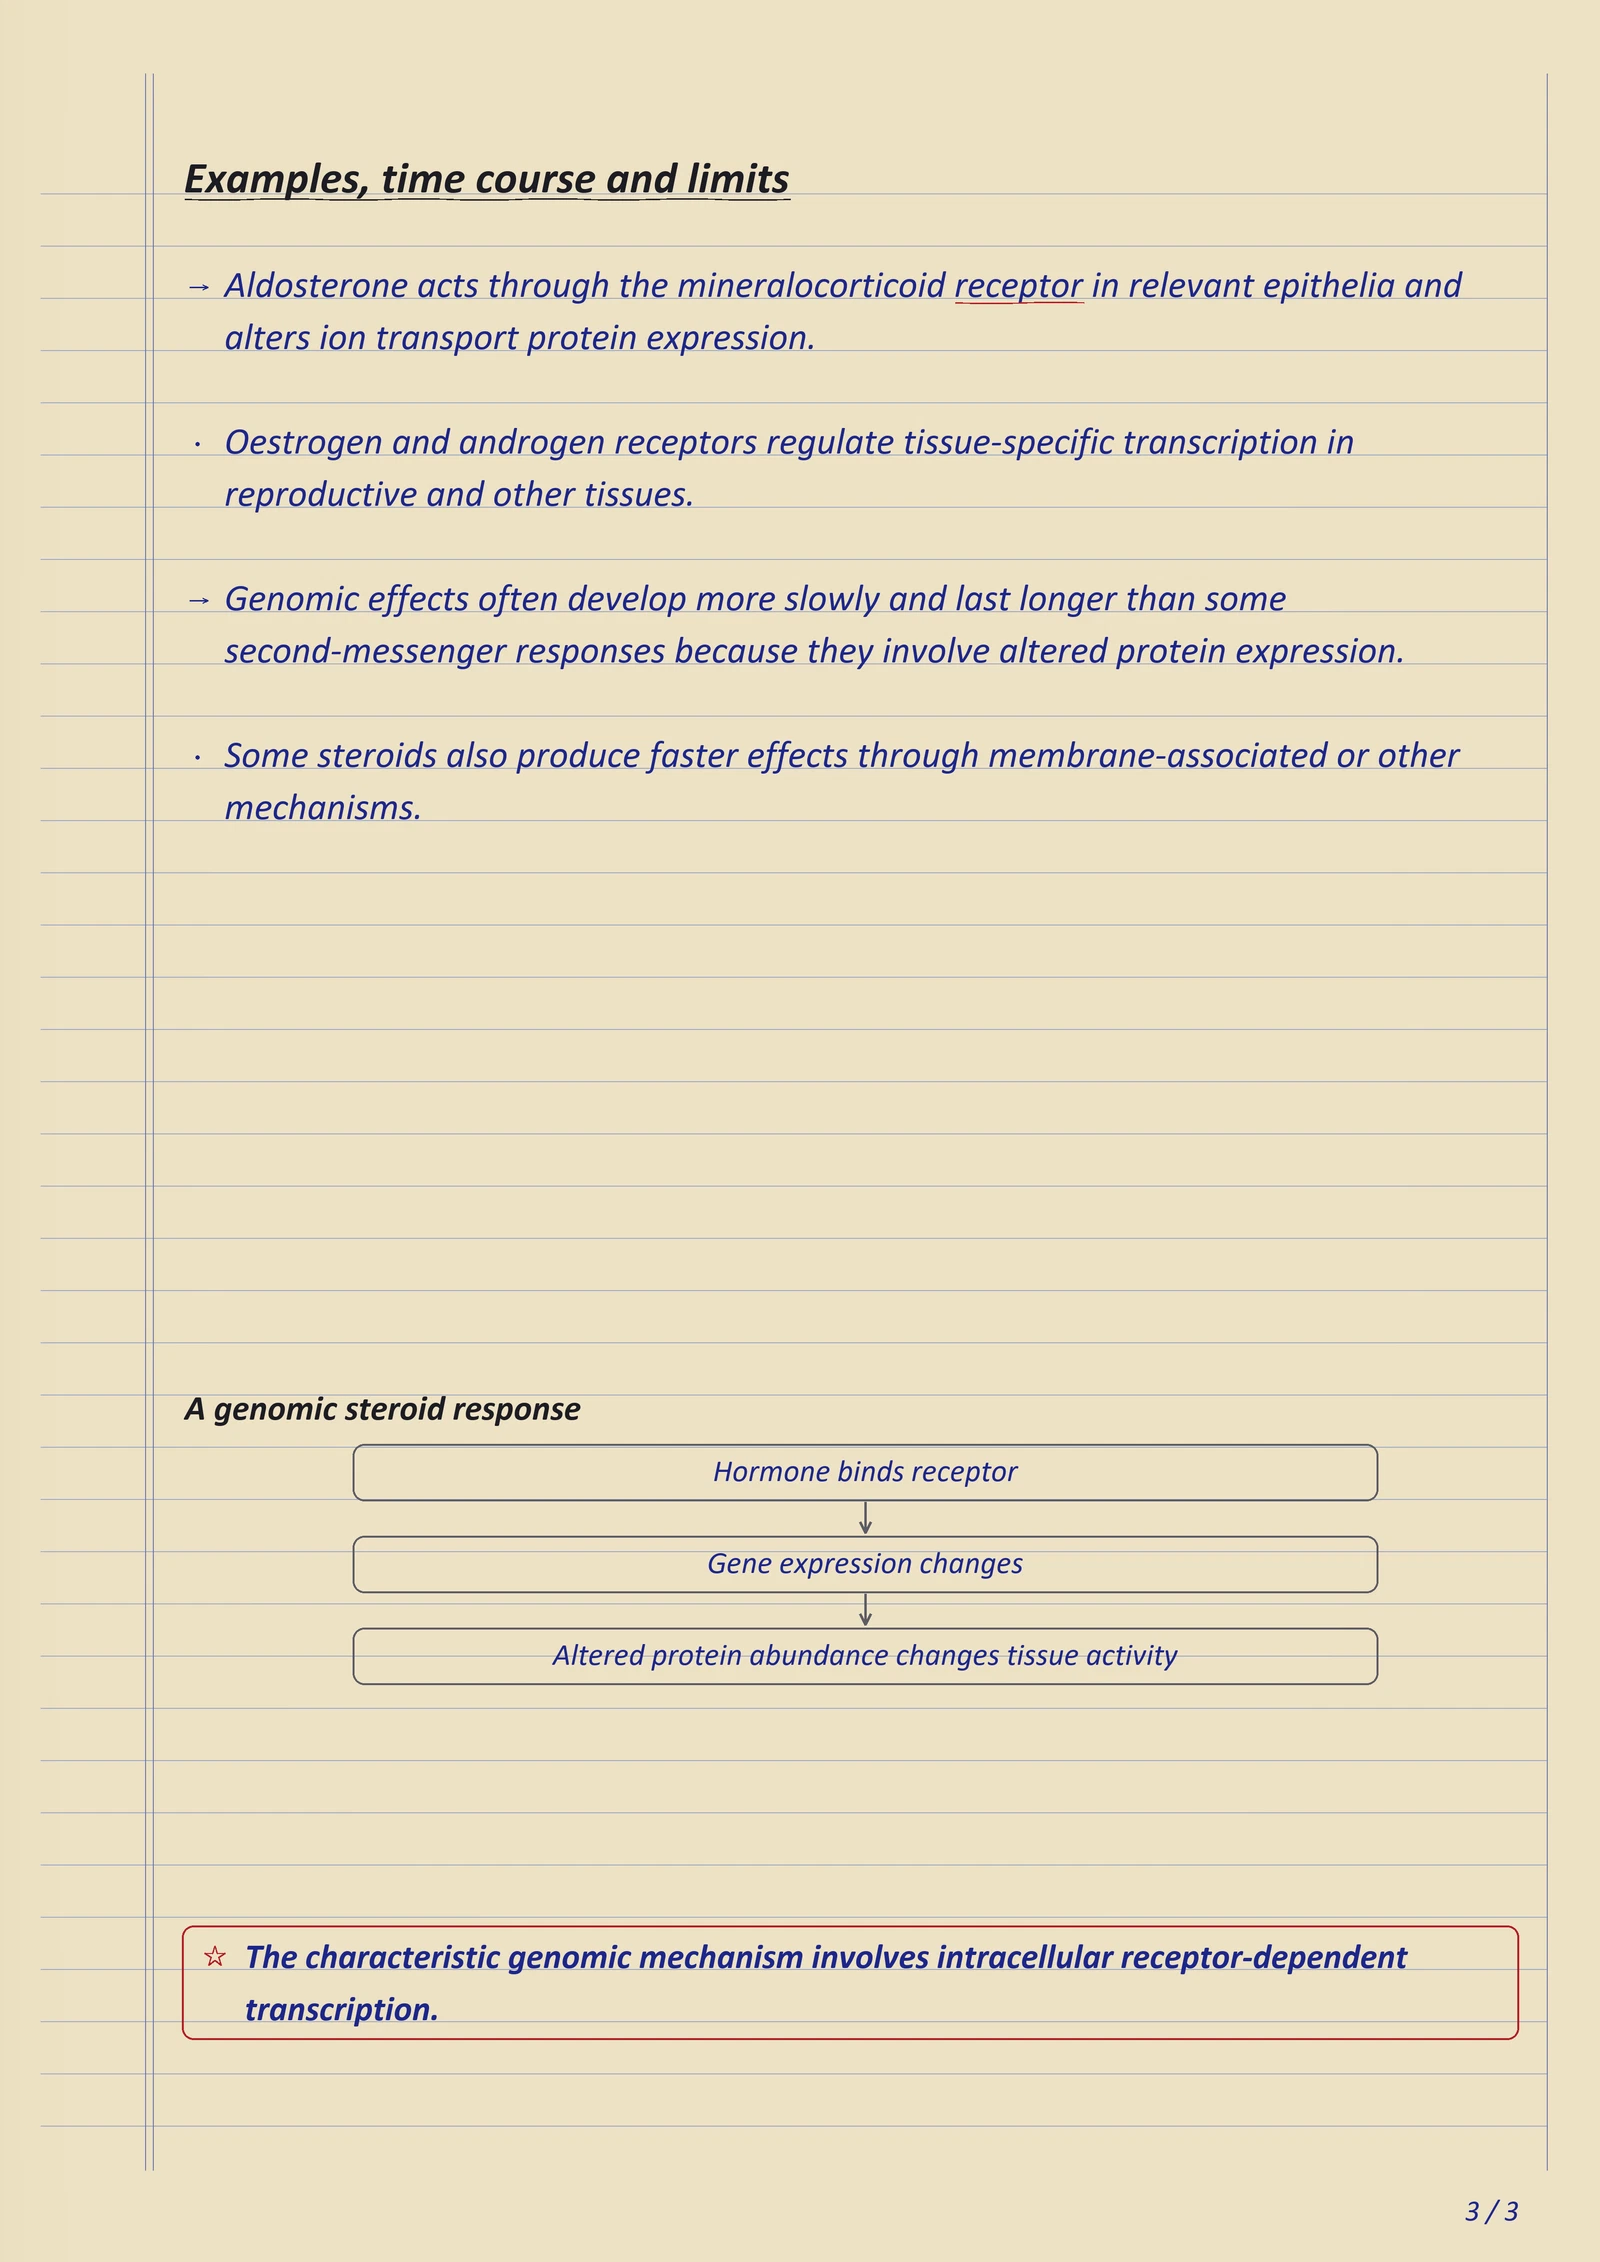 Examples, time course and limits
→ Aldosterone acts through the mineralocorticoid receptor in relevant epithelia and
alters ion transport protein expression.
· Oestrogen and androgen receptors regulate tissue-specific transcription in
reproductive and other tissues.
→ Genomic effects often develop more slowly and last longer than some
second-messenger responses because they involve altered protein expression.
· Some steroids also produce faster effects through membrane-associated or other
mechanisms.
A genomic steroid response
Hormone binds receptor
Gene expression changes
Altered protein abundance changes tissue activity
☆ The characteristic genomic mechanism involves intracellular receptor-dependent
transcription.
3 / 3